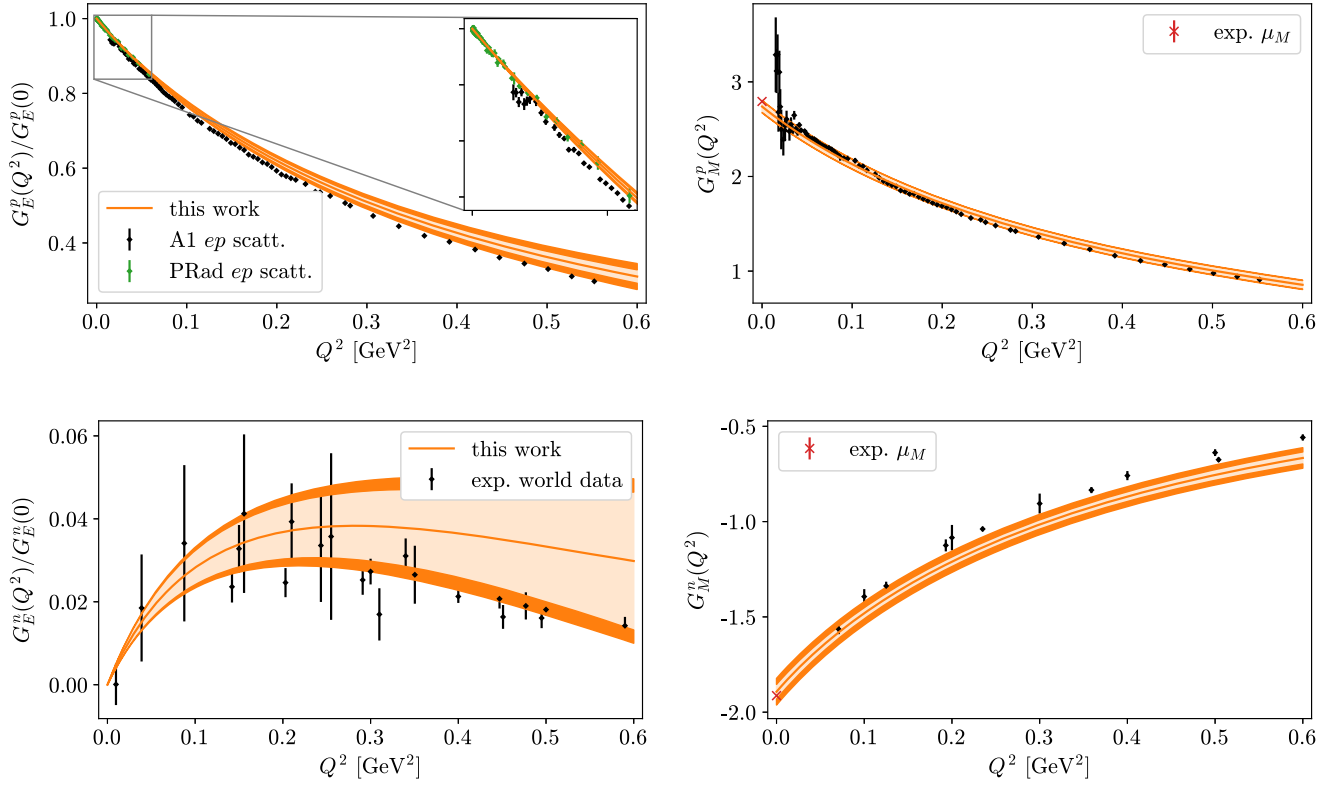 1.0
0.8
0.6
0.4
G_E^p(Q^2)/G_E^p(0)
this work
A1 ep scatt.
PRad ep scatt.
0.0 0.1 0.2 0.3 0.4 0.5 0.6
Q^2 [GeV^2]
exp. μ_M
3
2
1
G_M^p(Q^2)
0.0 0.1 0.2 0.3 0.4 0.5 0.6
Q^2 [GeV^2]
0.06
0.04
0.02
0.00
G_E^n(Q^2)/G_E^n(0)
this work
exp. world data
0.0 0.1 0.2 0.3 0.4 0.5 0.6
Q^2 [GeV^2]
exp. μ_M
-0.5
-1.0
-1.5
-2.0
G_M^n(Q^2)
0.0 0.1 0.2 0.3 0.4 0.5 0.6
Q^2 [GeV^2]